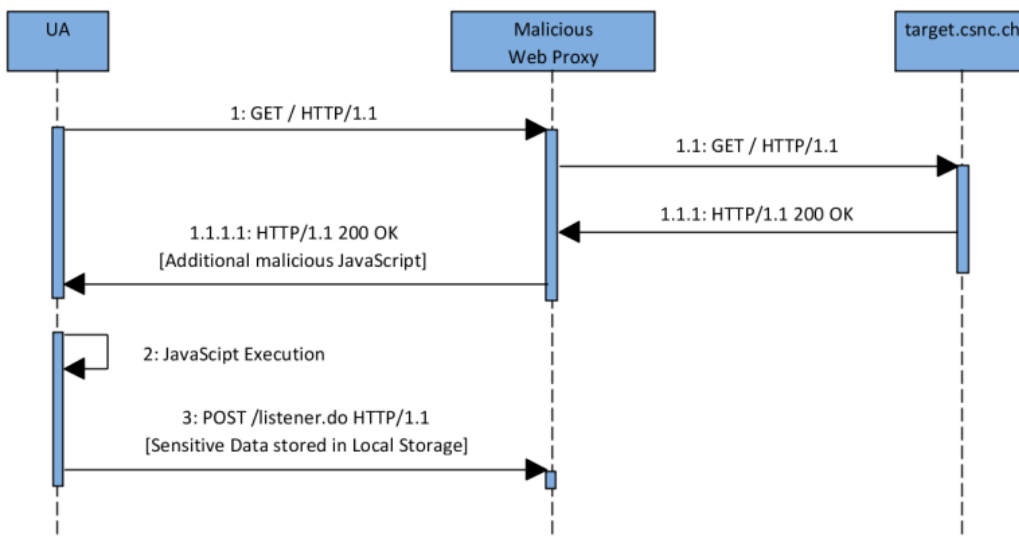 UA
Malicious
Web Proxy
target.csnc.ch
1: GET / HTTP/1.1
1.1: GET / HTTP/1.1
1.1.1: HTTP/1.1 200 OK
1.1.1.1: HTTP/1.1 200 OK
[Additional malicious JavaScript]
2: JavaScipt Execution
3: POST /listener.do HTTP/1.1
[Sensitive Data stored in Local Storage]